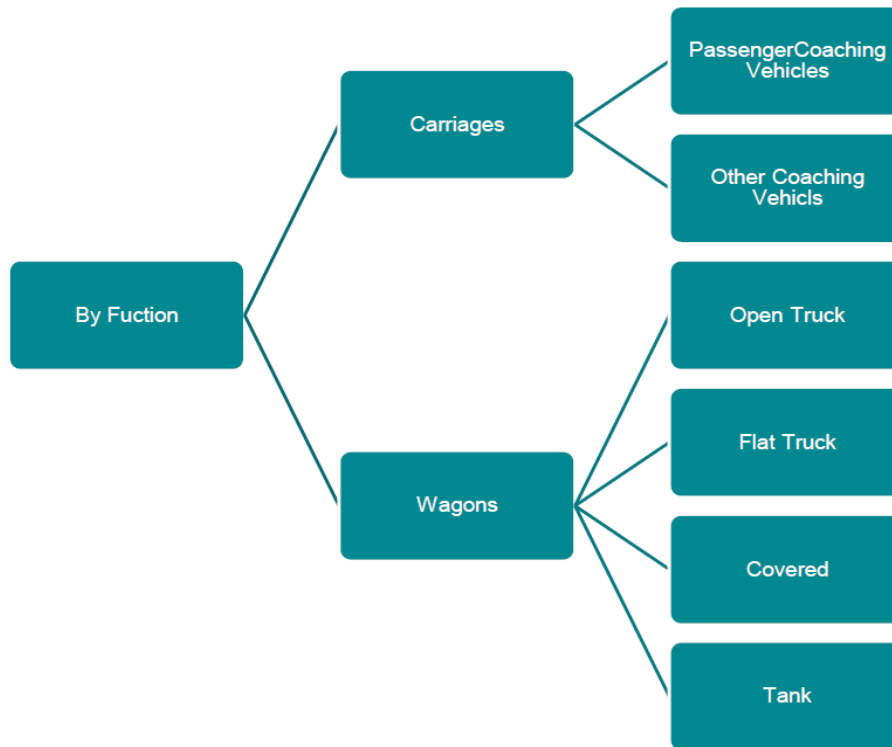 By Fuction
Carriages
PassengerCoaching
Vehicles
Other Coaching
Vehicls
Wagons
Open Truck
Flat Truck
Covered
Tank